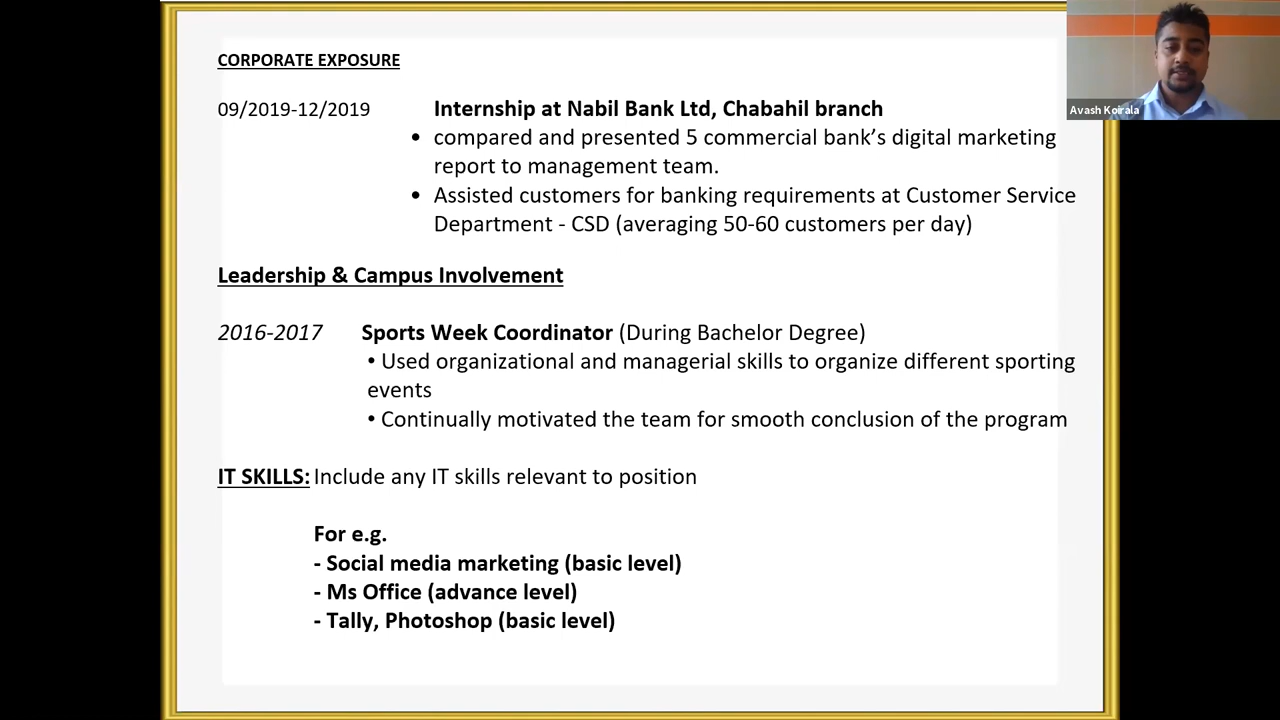 CORPORATE EXPOSURE
09/2019-12/2019 Internship at Nabil Bank Ltd, Chabahil branch
• compared and presented 5 commercial bank’s digital marketing
report to management team.
• Assisted customers for banking requirements at Customer Service
Department - CSD (averaging 50-60 customers per day)
Leadership & Campus Involvement
2016-2017 Sports Week Coordinator (During Bachelor Degree)
• Used organizational and managerial skills to organize different sporting
events
• Continually motivated the team for smooth conclusion of the program
IT SKILLS: Include any IT skills relevant to position
For e.g.
- Social media marketing (basic level)
- Ms Office (advance level)
- Tally, Photoshop (basic level)
Avash Koirala